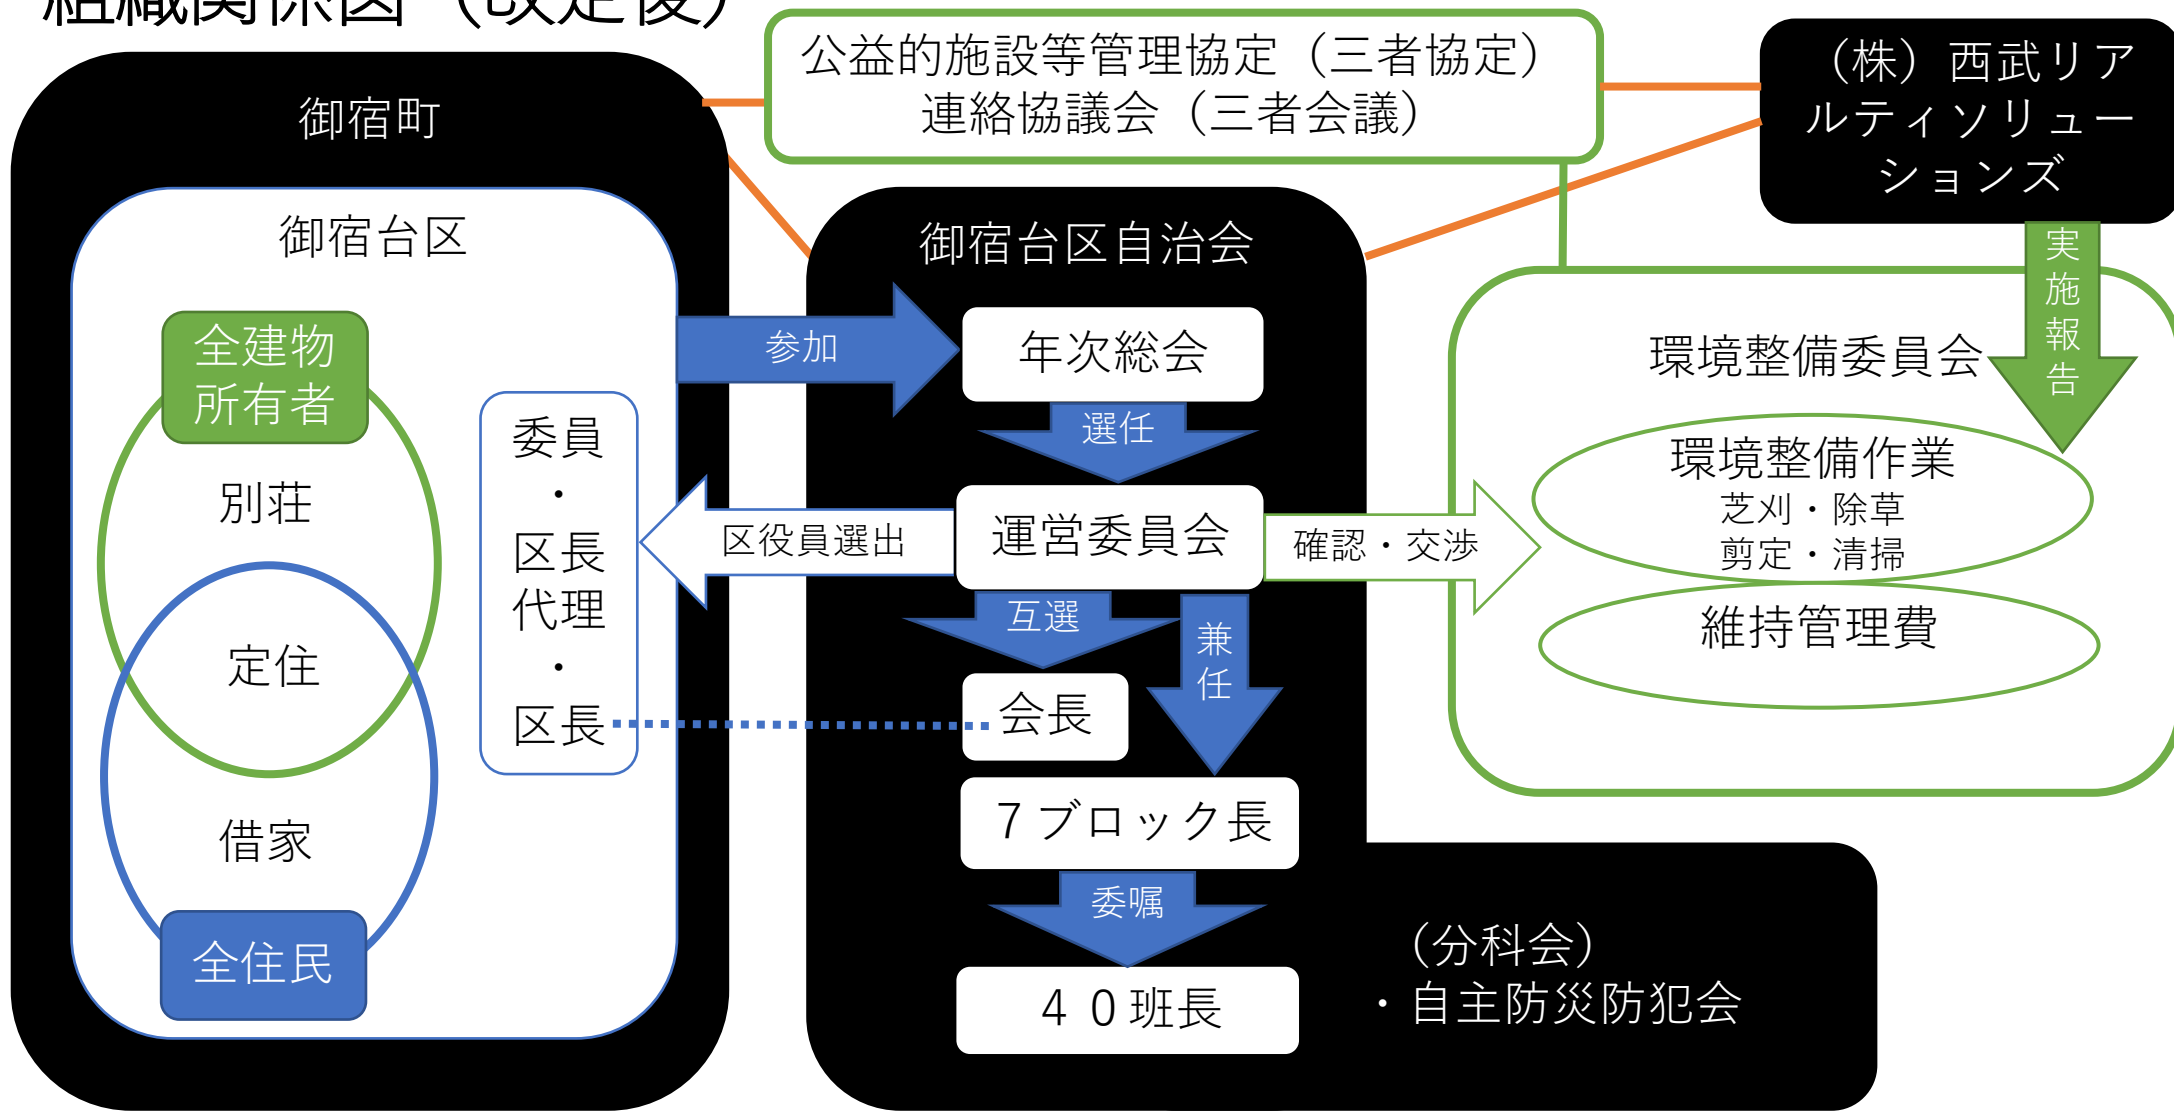 組織関係図（改定後）
公益的施設等管理協定（三者協定）
連絡協議会（三者会議）
（株）西武リア
ルティソリュー
ションズ
御宿町
御宿台区
全建物
所有者
別荘
定住
借家
全住民
委員
・
区長
代理
・
区長
参加
区役員選出
御宿台区自治会
年次総会
選任
運営委員会
互選
兼任
会長
７ブロック長
委嘱
４０班長
（分科会）
・自主防災防犯会
確認・交渉
実施報告
環境整備委員会
環境整備作業
芝刈・除草
剪定・清掃
維持管理費